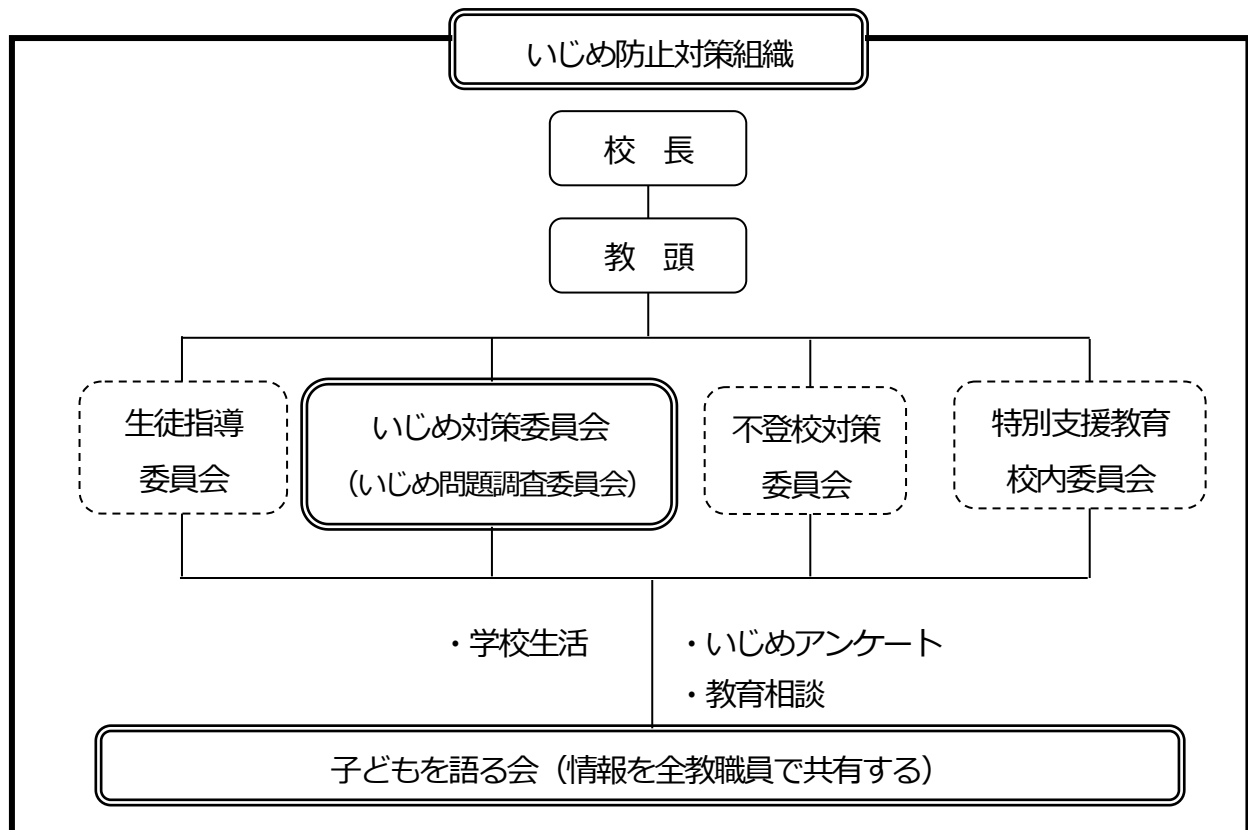 いじめ防止対策組織
校 長
教 頭
生徒指導
委員会
いじめ対策委員会
（いじめ問題調査委員会）
不登校対策
委員会
特別支援教育
校内委員会
・学校生活
・いじめアンケート
・教育相談
子どもを語る会（情報を全教職員で共有する）